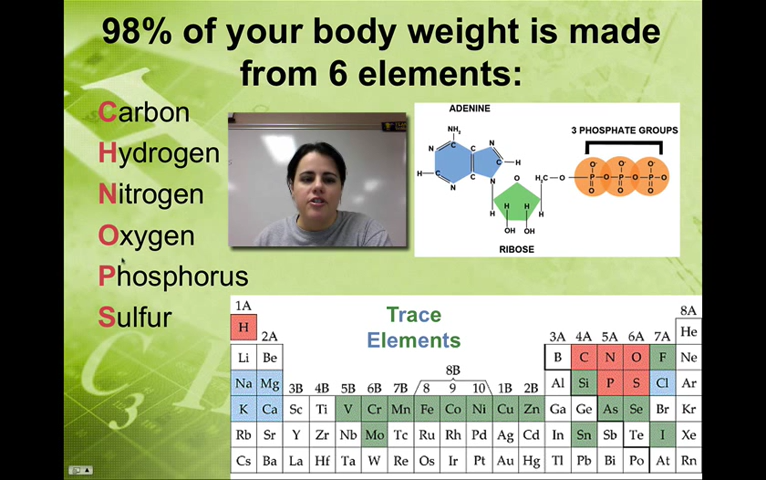 98% of your body weight is made
from 6 elements:
Carbon
Hydrogen
Nitrogen
Oxygen
Phosphorus
Sulfur
ADENINE
NH2
N C N
C H
H C C
N N
3 PHOSPHATE GROUPS
O- O- O-
H2C O P O P O P O-
O O O
O
H H H H
OH OH
RIBOSE
Trace
Elements
1A 8A
H 2A 3A 4A 5A 6A 7A He
Li Be B C N O F Ne
8B
Na Mg 3B 4B 5B 6B 7B 8 9 10 1B 2B Al Si P S Cl Ar
K Ca Sc Ti V Cr Mn Fe Co Ni Cu Zn Ga Ge As Se Br Kr
Rb Sr Y Zr Nb Mo Tc Ru Rh Pd Ag Cd In Sn Sb Te I Xe
Cs Ba La Hf Ta W Re Os Ir Pt Au Hg Tl Pb Bi Po At Rn
C
3